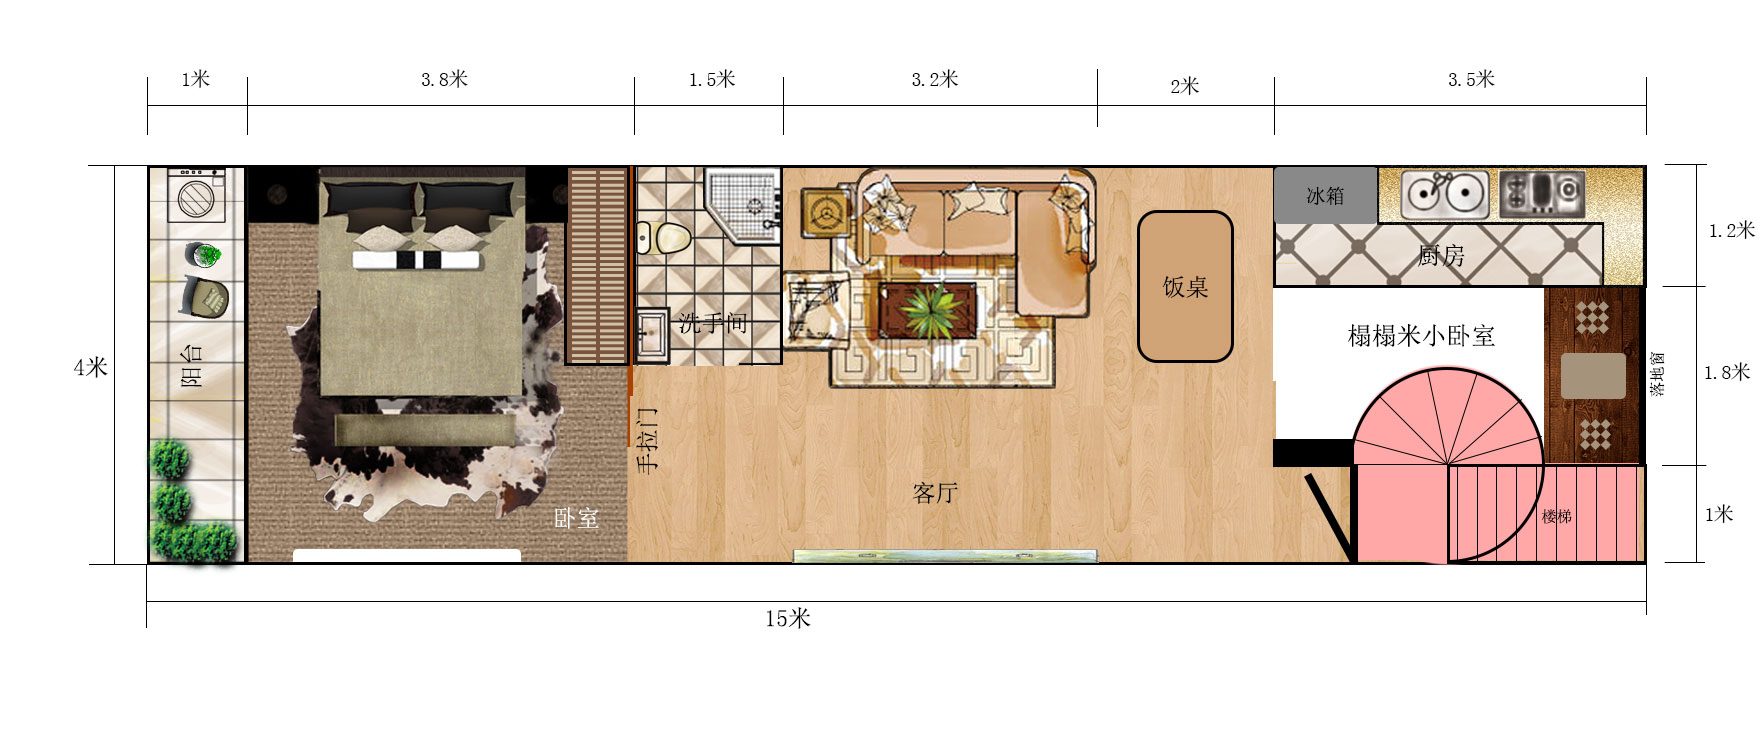 1米
3.8米
1.5米
3.2米
2米
3.5米
冰箱
厨房
1.2米
饭桌
洗手间
榻榻米小卧室
阳台
4米
落地窗
1.8米
手拉门
客厅
卧室
楼梯
1米
15米